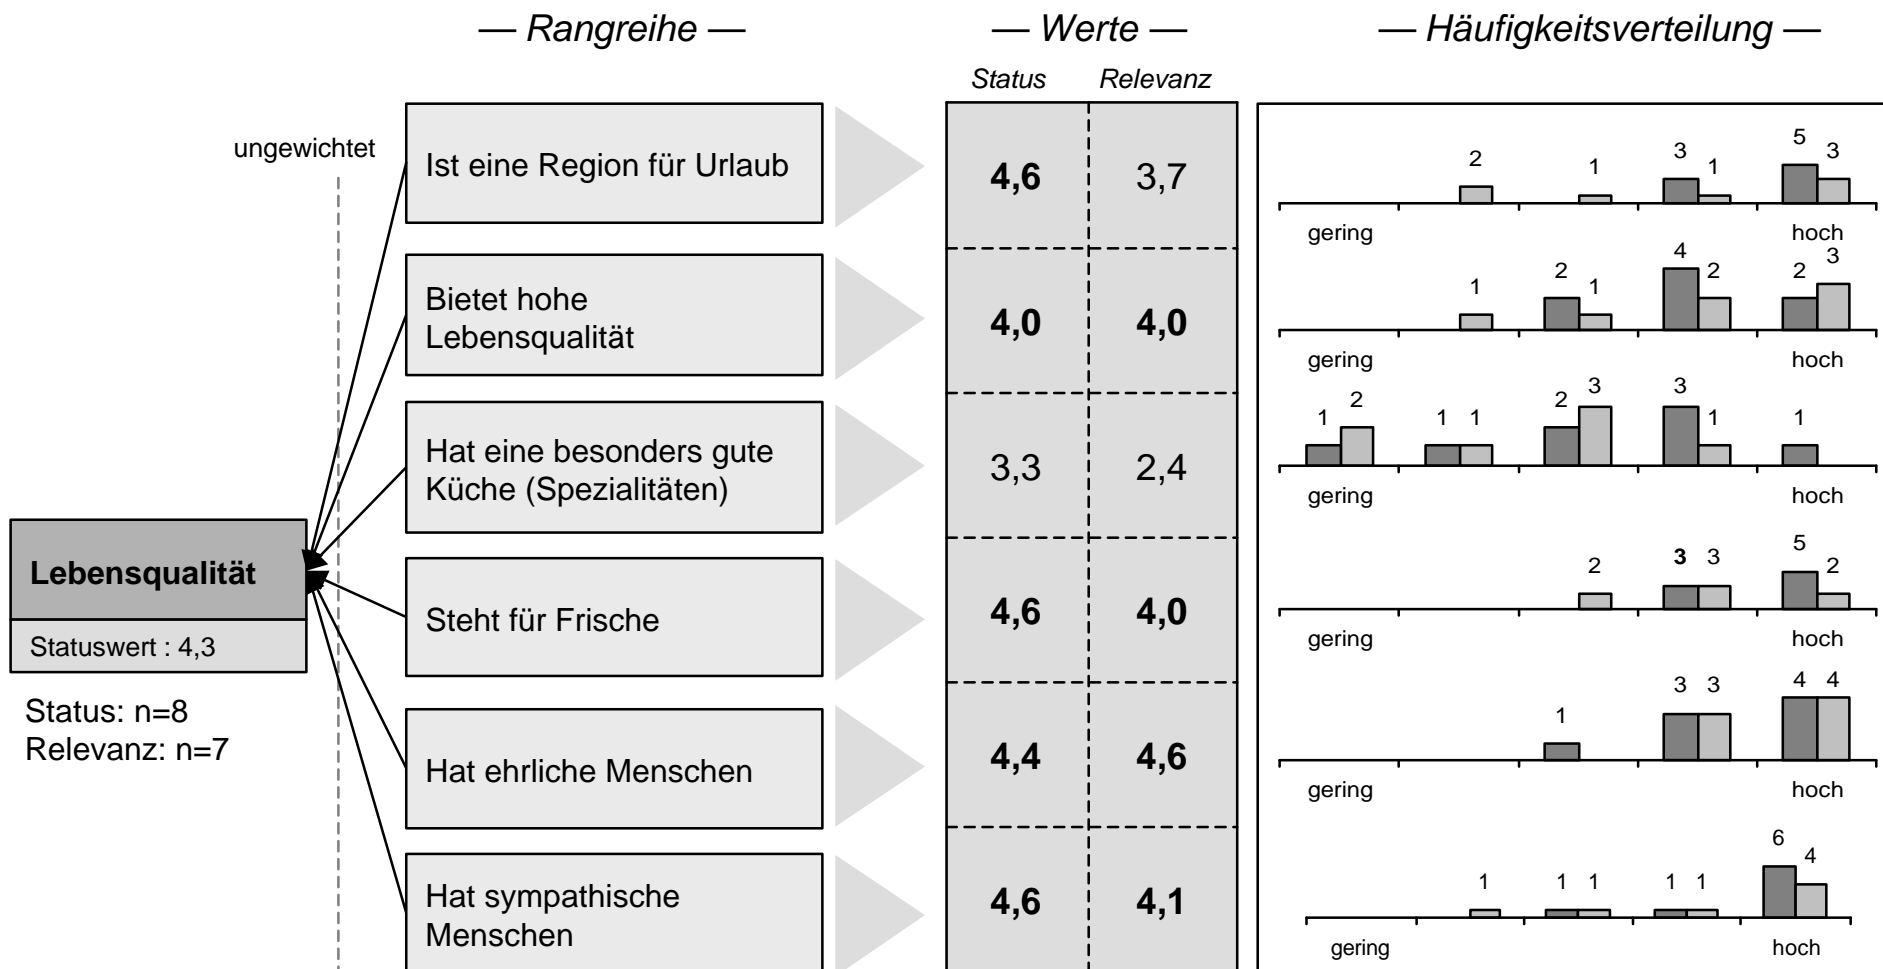 — Rangreihe —
— Werte —
— Häufigkeitsverteilung —
Status
Relevanz
ungewichtet
Ist eine Region für Urlaub
4,6
3,7
2
1
3
1
5
3
gering
hoch
Bietet hohe
Lebensqualität
4,0
4,0
1
2
1
4
2
2
3
gering
hoch
Hat eine besonders gute
Küche (Spezialitäten)
3,3
2,4
1
2
1
1
2
3
3
1
1
gering
hoch
Lebensqualität
Statuswert : 4,3
Status: n=8
Relevanz: n=7
Steht für Frische
4,6
4,0
2
3
3
5
2
gering
hoch
Hat ehrliche Menschen
4,4
4,6
1
3
3
4
4
gering
hoch
Hat sympathische
Menschen
4,6
4,1
1
1
1
1
1
6
4
gering
hoch